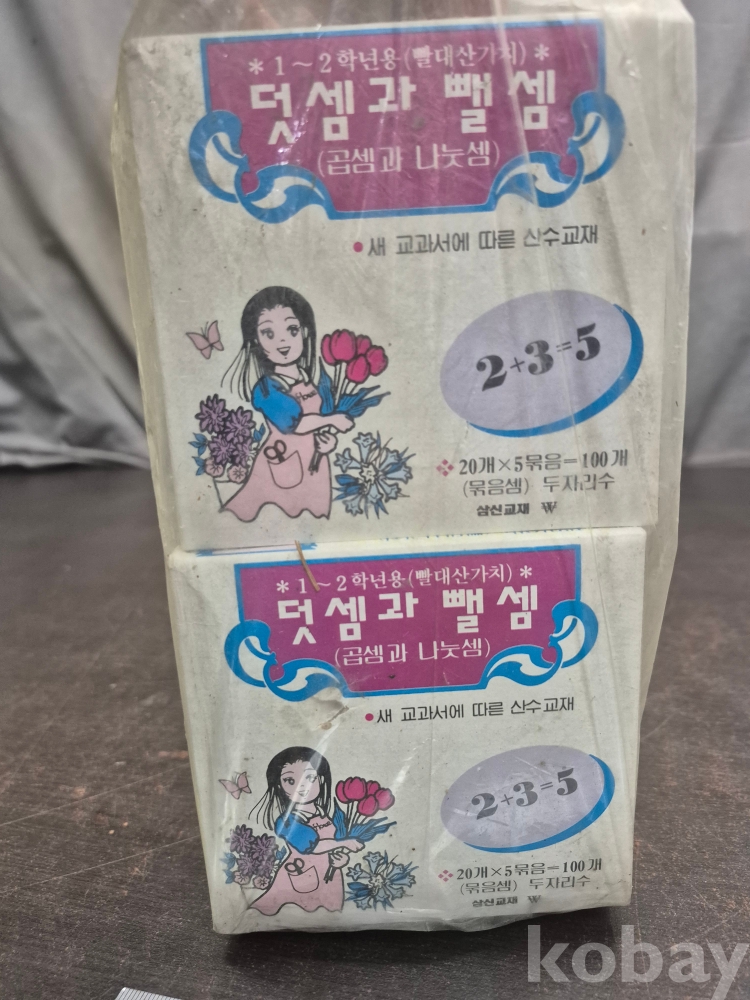 *1~2학년용(빨대산가치)*
덧셈과 뺄셈
(곱셈과 나눗셈)
•새 교과서에 따른 산수교재
Flower
2+3=5
20개×5묶음=100개
(묶음셈) 두자리수
삼신교재
*1~2학년용(빨대산가치)*
덧셈과 뺄셈
(곱셈과 나눗셈)
•새 교과서에 따른 산수교재
2+3=5
20개×5묶음=100개
(묶음셈) 두자리수
삼신교재
kobay